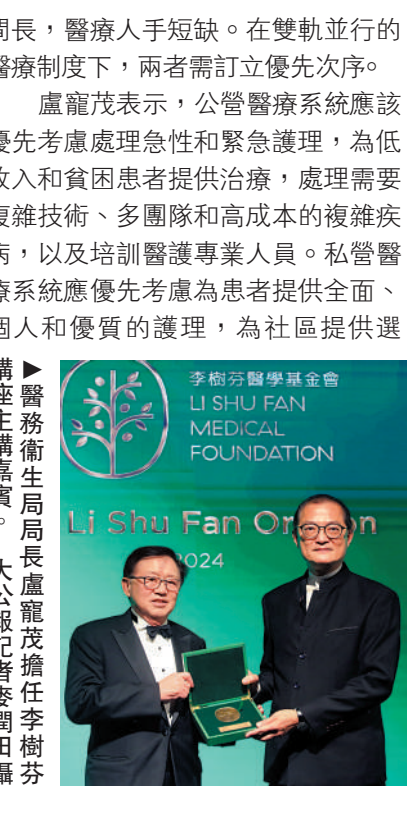 間長，醫療人手短缺。在雙軌並行的
醫療制度下，兩者需訂立優先次序。
盧寵茂表示，公營醫療系統應該
優先考慮處理急性和緊急護理，為低
收入和貧困患者提供治療，處理需要
複雜技術、多團隊和高成本的複雜疾
病，以及培訓醫護專業人員。私營醫
療系統應優先考慮為患者提供全面、
個人和優質的護理，為社區提供選
▶醫務衞生局局長盧寵茂擔任李樹芬
講座主講嘉賓。 大公報記者麥潤田攝
李樹芬醫學基金會
LI SHU FAN
MEDICAL
FOUNDATION
Li Shu Fan
2024